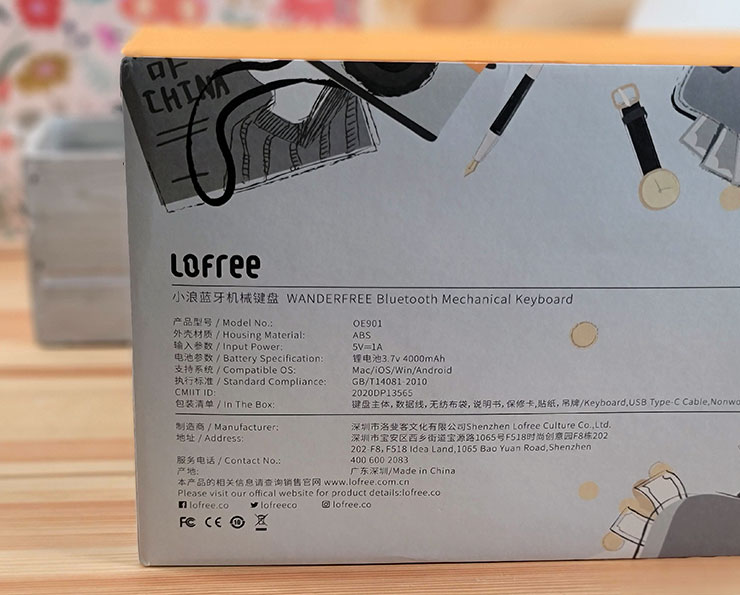 OF
CHINA
LOFree
小浪蓝牙机械键盘 WANDERFREE Bluetooth Mechanical Keyboard
产品型号 / Model No.: OE901
外壳材质 / Housing Material: ABS
输入参数 / Input Power: 5V⎓1A
电池参数 / Battery Specification: 锂电池3.7v 4000mAh
支持系统 / Compatible OS: Mac/iOS/Win/Android
执行标准 / Standard Compliance: GB/T14081-2010
CMIIT ID: 2020DP13565
包装清单 / In The Box: 键盘主体,数据线,无纺布袋,说明书,保修卡,贴纸,吊牌/Keyboard,USB Type-C Cable,Nonwo
制造商 / Manufacturer: 深圳市洛斐客文化有限公司Shenzhen Lofree Culture Co.,Ltd.
地址 / Address: 深圳市宝安区西乡街道宝源路1065号F518时尚创意园F8栋202
202 F8, F518 Idea Land,1065 Bao Yuan Road,Shenzhen
服务电话 / Contact No.: 400 600 2083
产地: 广东深圳/Made in China
本产品的相关信息请查询销售官网 www.lofree.com.cn
Please visit our offical website for product details:lofree.co
lofree.co lofreeco lofree.co
FC CE 10